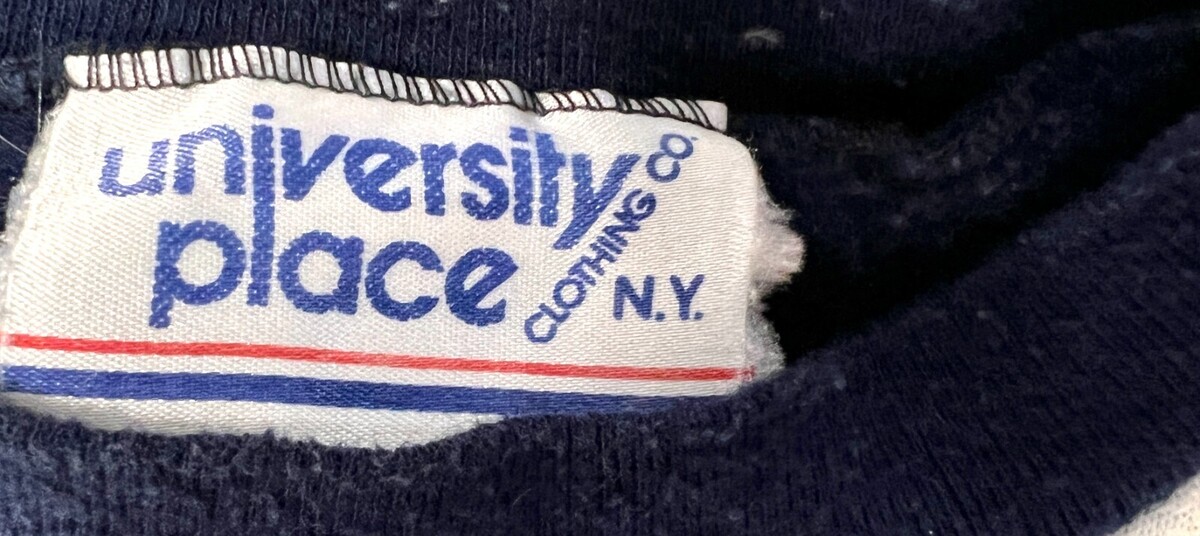 university
place
CLOTHING CO.
N.Y.